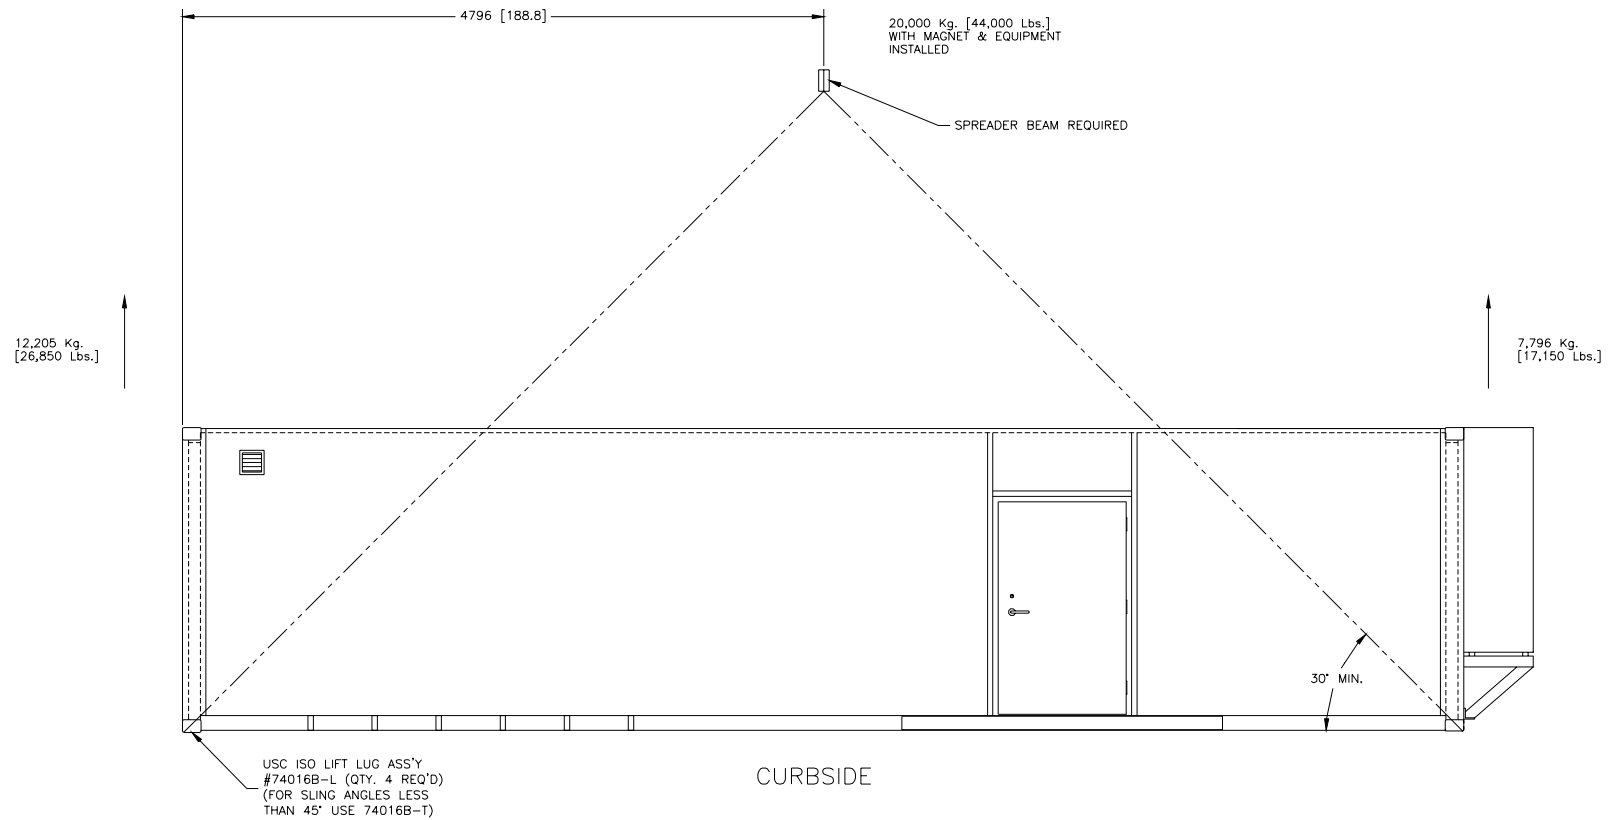 4796 [188.8]
20,000 Kg. [44,000 Lbs.]
WITH MAGNET & EQUIPMENT
INSTALLED
SPREADER BEAM REQUIRED
12,205 Kg.
[26,850 Lbs.]
7,796 Kg.
[17,150 Lbs.]
30° MIN.
USC ISO LIFT LUG ASS'Y
#74016B-L (QTY. 4 REQ'D)
(FOR SLING ANGLES LESS
THAN 45° USE 74016B-T)
CURBSIDE